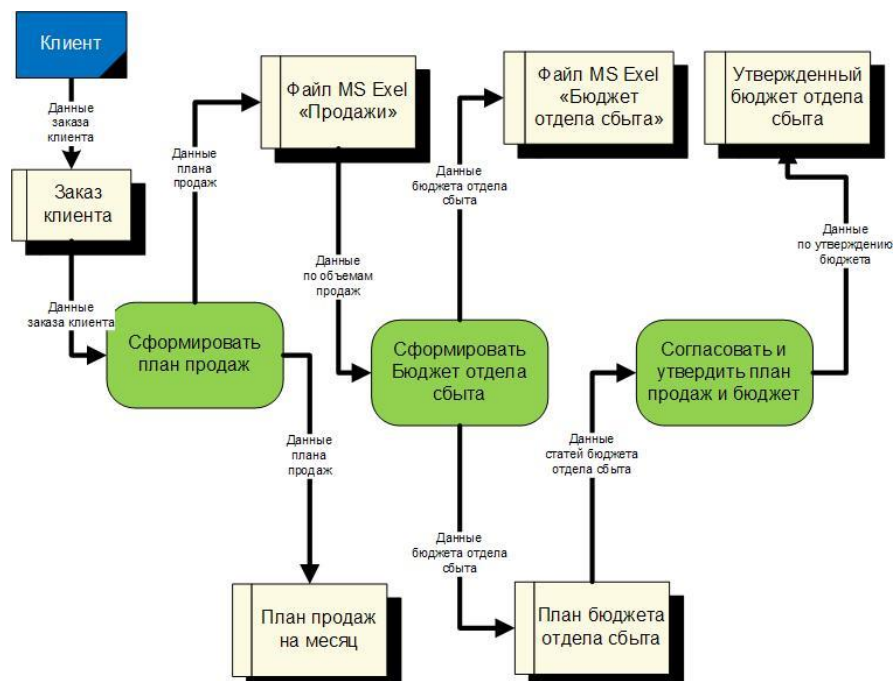 Клиент
Данные
заказа
клиента
Заказ
клиента
Данные
заказа клиента
Сформировать
план продаж
Данные
плана
продаж
Файл MS Exel
«Продажи»
Данные
плана
продаж
План продаж
на месяц
Данные
по объемам
продаж
Сформировать
Бюджет отдела
сбыта
Данные
бюджета отдела
сбыта
Файл MS Exel
«Бюджет
отдела сбыта»
Данные
бюджета отдела
сбыта
План бюджета
отдела сбыта
Данные
статей бюджета
отдела сбыта
Согласовать и
утвердить план
продаж и бюджет
Данные
по утверждению
бюджета
Утвержденный
бюджет отдела
сбыта